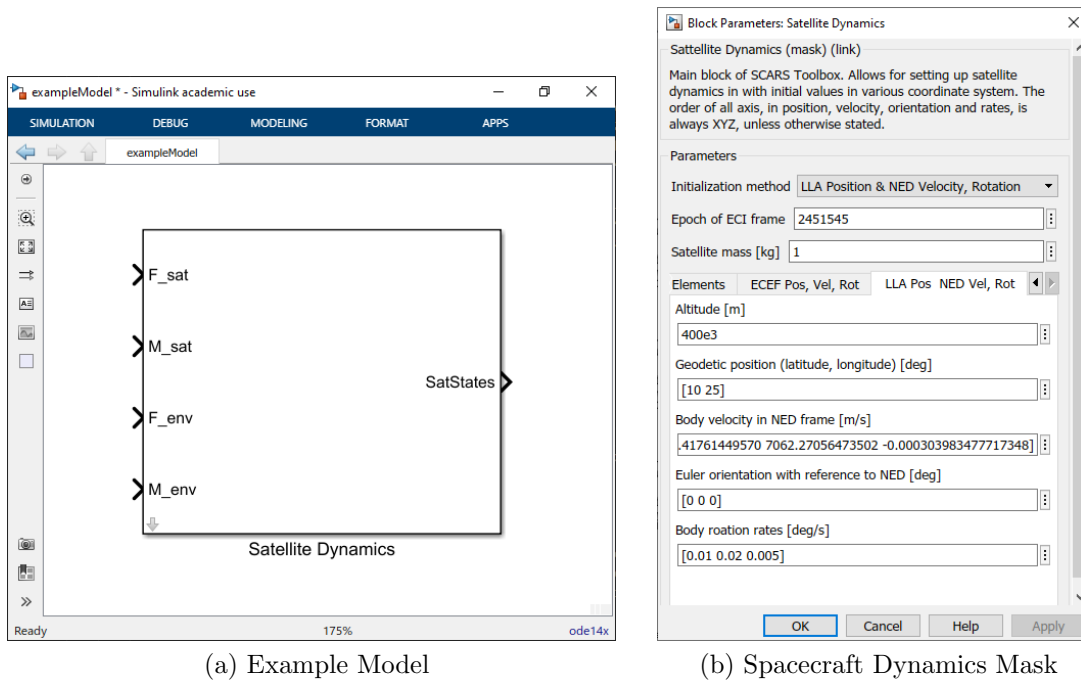 exampleModel * - Simulink academic use
SIMULATION DEBUG MODELING FORMAT APPS
exampleModel
F_sat
M_sat
SatStates
F_env
M_env
Satellite Dynamics
Ready 175% ode14x
(a) Example Model
Block Parameters: Satellite Dynamics
Sattellite Dynamics (mask) (link)
Main block of SCARS Toolbox. Allows for setting up satellite
dynamics in with initial values in various coordinate system. The
order of all axis, in position, velocity, orientation and rates, is
always XYZ, unless otherwise stated.
Parameters
Initialization method LLA Position & NED Velocity, Rotation
Epoch of ECI frame 2451545
Satellite mass [kg] 1
Elements ECEF Pos, Vel, Rot LLA Pos NED Vel, Rot
Altitude [m]
400e3
Geodetic position (latitude, longitude) [deg]
[10 25]
Body velocity in NED frame [m/s]
.41761449570 7062.27056473502 -0.000303983477717348]
Euler orientation with reference to NED [deg]
[0 0 0]
Body roation rates [deg/s]
[0.01 0.02 0.005]
OK Cancel Help Apply
(b) Spacecraft Dynamics Mask